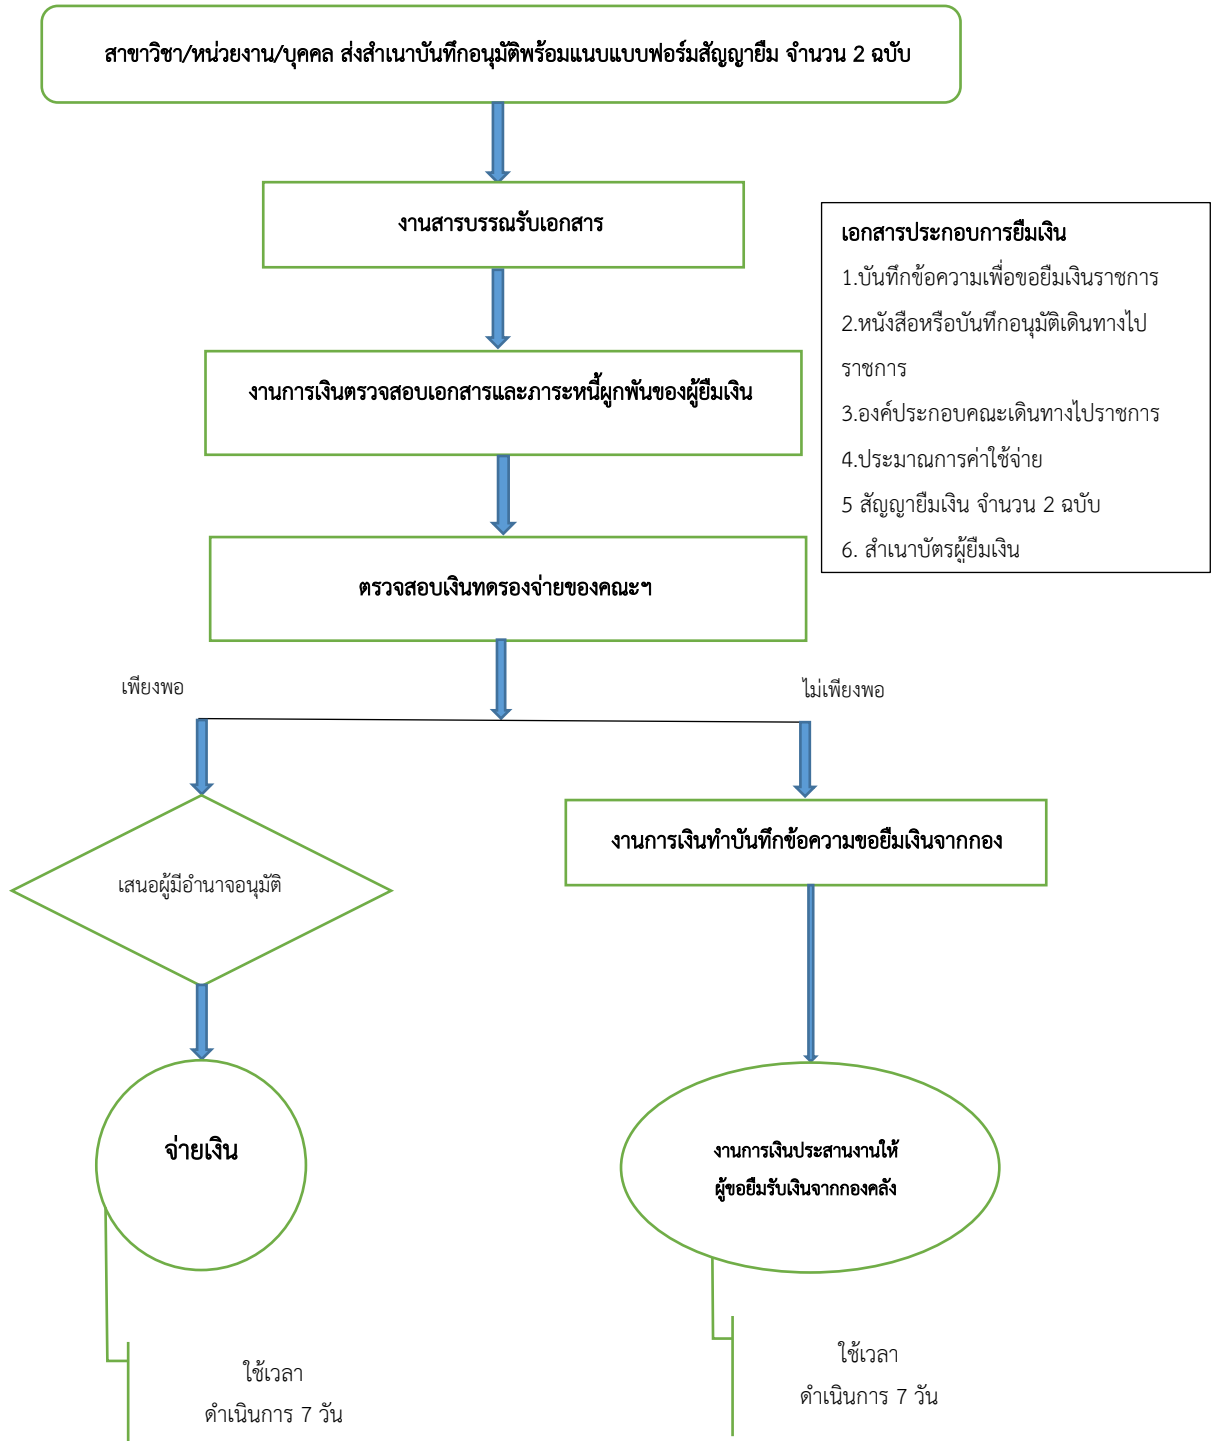 สาขาวิชา/หน่วยงาน/บุคคล ส่งสำเนาบันทึกอนุมัติพร้อมแนบแบบฟอร์มสัญญายืม จำนวน 2 ฉบับ
งานสารบรรณรับเอกสาร
เอกสารประกอบการยืมเงิน
1.บันทึกข้อความเพื่อขอยืมเงินราชการ
2.หนังสือหรือบันทึกอนุมัติเดินทางไป
ราชการ
3.องค์ประกอบคณะเดินทางไปราชการ
4.ประมาณการค่าใช้จ่าย
5 สัญญายืมเงิน จำนวน 2 ฉบับ
6. สำเนาบัตรผู้ยืมเงิน
งานการเงินตรวจสอบเอกสารและภาระหนี้ผูกพันของผู้ยืมเงิน
ตรวจสอบเงินทดรองจ่ายของคณะฯ
เพียงพอ
ไม่เพียงพอ
เสนอผู้มีอำนาจอนุมัติ
งานการเงินทำบันทึกข้อความขอยืมเงินจากกอง
จ่ายเงิน
งานการเงินประสานงานให้
ผู้ขอยืมรับเงินจากกองคลัง
ใช้เวลา
ดำเนินการ 7 วัน
ใช้เวลา
ดำเนินการ 7 วัน